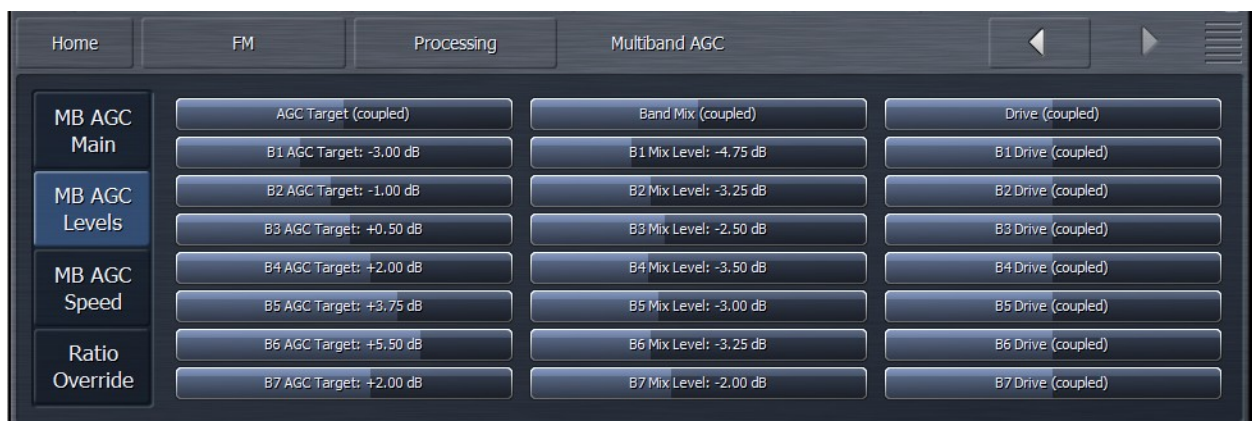 Home FM Processing Multiband AGC
MB AGC
Main
MB AGC
Levels
MB AGC
Speed
Ratio
Override
AGC Target (coupled) Band Mix (coupled) Drive (coupled)
B1 AGC Target: -3.00 dB B1 Mix Level: -4.75 dB B1 Drive (coupled)
B2 AGC Target: -1.00 dB B2 Mix Level: -3.25 dB B2 Drive (coupled)
B3 AGC Target: +0.50 dB B3 Mix Level: -2.50 dB B3 Drive (coupled)
B4 AGC Target: +2.00 dB B4 Mix Level: -3.50 dB B4 Drive (coupled)
B5 AGC Target: +3.75 dB B5 Mix Level: -3.00 dB B5 Drive (coupled)
B6 AGC Target: +5.50 dB B6 Mix Level: -3.25 dB B6 Drive (coupled)
B7 AGC Target: +2.00 dB B7 Mix Level: -2.00 dB B7 Drive (coupled)